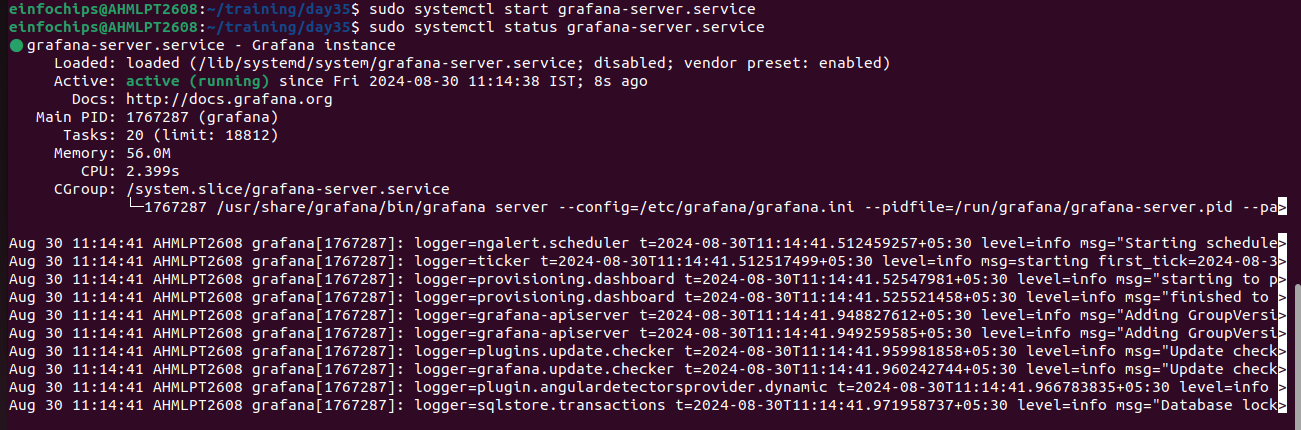 einfochips@AHMLPT2608:~/training/day35$ sudo systemctl start grafana-server.service
einfochips@AHMLPT2608:~/training/day35$ sudo systemctl status grafana-server.service
● grafana-server.service - Grafana instance
     Loaded: loaded (/lib/systemd/system/grafana-server.service; disabled; vendor preset: enabled)
     Active: active (running) since Fri 2024-08-30 11:14:38 IST; 8s ago
       Docs: http://docs.grafana.org
   Main PID: 1767287 (grafana)
      Tasks: 20 (limit: 18812)
     Memory: 56.0M
        CPU: 2.399s
     CGroup: /system.slice/grafana-server.service
             └─1767287 /usr/share/grafana/bin/grafana server --config=/etc/grafana/grafana.ini --pidfile=/run/grafana/grafana-server.pid --pa>
Aug 30 11:14:41 AHMLPT2608 grafana[1767287]: logger=ngalert.scheduler t=2024-08-30T11:14:41.512459257+05:30 level=info msg="Starting schedule>
Aug 30 11:14:41 AHMLPT2608 grafana[1767287]: logger=ticker t=2024-08-30T11:14:41.512517499+05:30 level=info msg=starting first_tick=2024-08-3>
Aug 30 11:14:41 AHMLPT2608 grafana[1767287]: logger=provisioning.dashboard t=2024-08-30T11:14:41.52547981+05:30 level=info msg="starting to p>
Aug 30 11:14:41 AHMLPT2608 grafana[1767287]: logger=provisioning.dashboard t=2024-08-30T11:14:41.525521458+05:30 level=info msg="finished to >
Aug 30 11:14:41 AHMLPT2608 grafana[1767287]: logger=grafana-apiserver t=2024-08-30T11:14:41.948827612+05:30 level=info msg="Adding GroupVersi>
Aug 30 11:14:41 AHMLPT2608 grafana[1767287]: logger=grafana-apiserver t=2024-08-30T11:14:41.949259585+05:30 level=info msg="Adding GroupVersi>
Aug 30 11:14:41 AHMLPT2608 grafana[1767287]: logger=plugins.update.checker t=2024-08-30T11:14:41.959981858+05:30 level=info msg="Update check>
Aug 30 11:14:41 AHMLPT2608 grafana[1767287]: logger=grafana.update.checker t=2024-08-30T11:14:41.960242744+05:30 level=info msg="Update check>
Aug 30 11:14:41 AHMLPT2608 grafana[1767287]: logger=plugin.angulardetectorsprovider.dynamic t=2024-08-30T11:14:41.966783835+05:30 level=info >
Aug 30 11:14:41 AHMLPT2608 grafana[1767287]: logger=sqlstore.transactions t=2024-08-30T11:14:41.971958737+05:30 level=info msg="Database lock>